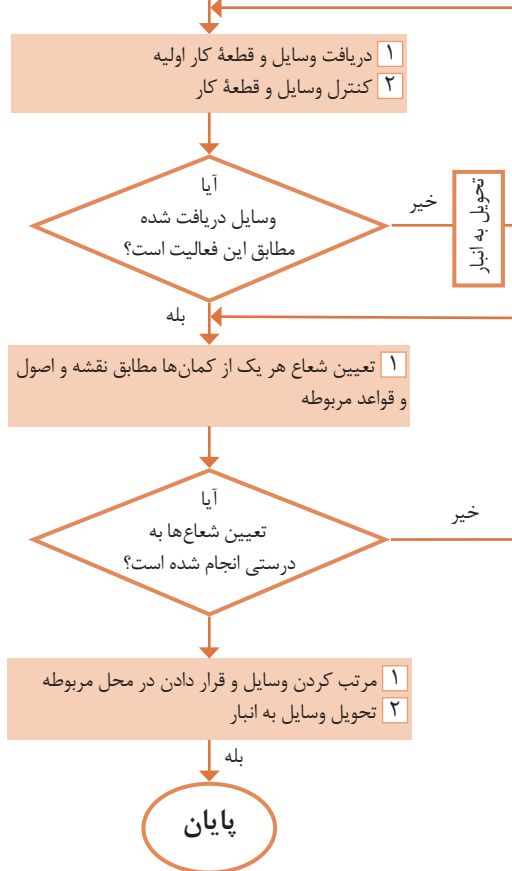 ۱ دریافت وسایل و قطعۀ کار اولیه
۲ کنترل وسایل و قطعۀ کار
آیا
وسایل دریافت شده
مطابق این فعالیت است؟
خیر
تحویل به انبار
بله
۱ تعیین شعاع هر یک از کمان‌ها مطابق نقشه و اصول
و قواعد مربوطه
آیا
تعیین شعاع‌ها به
درستی انجام شده است؟
خیر
۱ مرتب کردن وسایل و قرار دادن در محل مربوطه
۲ تحویل وسایل به انبار
بله
پایان